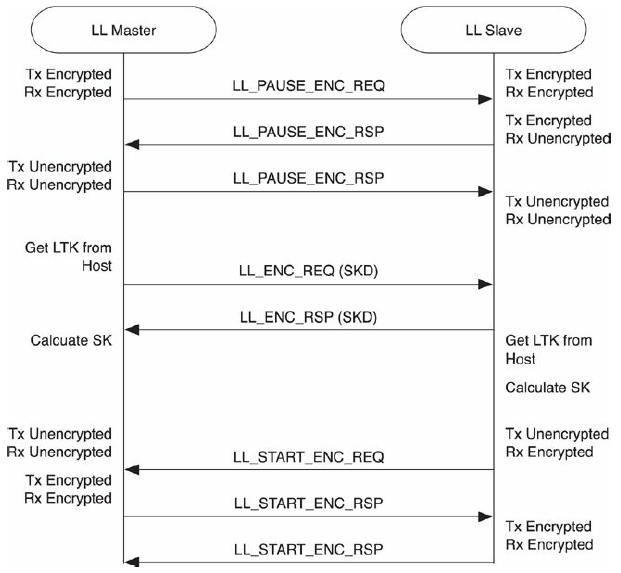 LL Master
LL Slave
Tx Encrypted
Rx Encrypted
Tx Encrypted
Rx Encrypted
LL_PAUSE_ENC_REQ
LL_PAUSE_ENC_RSP
Tx Encrypted
Rx Unencrypted
Tx Unencrypted
Rx Unencrypted
LL_PAUSE_ENC_RSP
Tx Unencrypted
Rx Unencrypted
Get LTK from
Host
LL_ENC_REQ (SKD)
LL_ENC_RSP (SKD)
Calcuate SK
Get LTK from
Host
Calculate SK
Tx Unencrypted
Rx Unencrypted
Tx Unencrypted
Rx Encrypted
LL_START_ENC_REQ
Tx Encrypted
Rx Encrypted
LL_START_ENC_RSP
Tx Encrypted
Rx Encrypted
LL_START_ENC_RSP